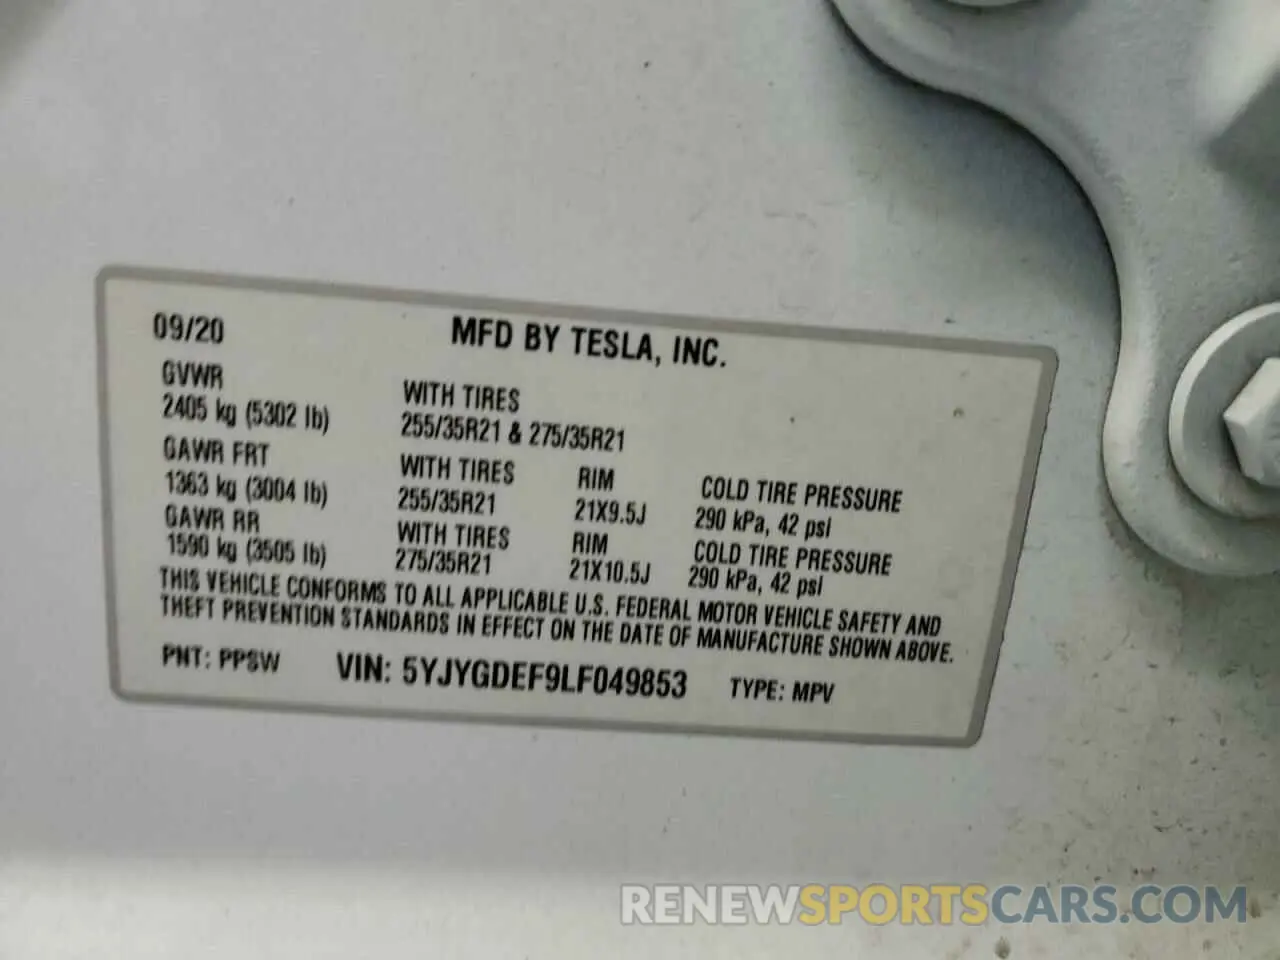 09/20 MFD BY TESLA, INC.
GVWR WITH TIRES
2405 kg (5302 lb) 255/35R21 & 275/35R21
GAWR FRT WITH TIRES RIM COLD TIRE PRESSURE
1363 kg (3004 lb) 255/35R21 21X9.5J 290 kPa, 42 psi
GAWR RR WITH TIRES RIM COLD TIRE PRESSURE
1590 kg (3505 lb) 275/35R21 21X10.5J 290 kPa, 42 psi
THIS VEHICLE CONFORMS TO ALL APPLICABLE U.S. FEDERAL MOTOR VEHICLE SAFETY AND
THEFT PREVENTION STANDARDS IN EFFECT ON THE DATE OF MANUFACTURE SHOWN ABOVE.
PNT: PPSW VIN: 5YJYGDEF9LF049853 TYPE: MPV
RENEWSPORTSCARS.COM